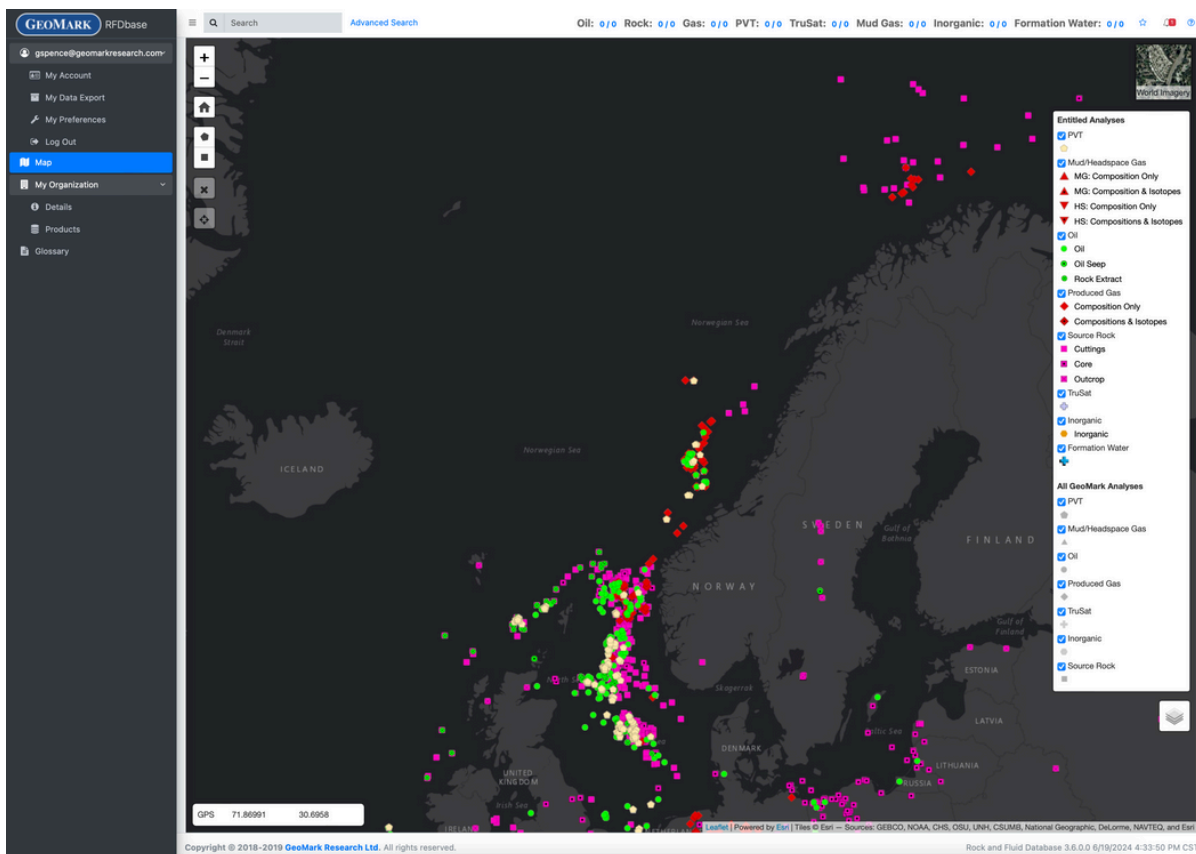 GEOMARK RFDbase
Search
Advanced Search
Oil: 0/0 Rock: 0/0 Gas: 0/0 PVT: 0/0 TruSat: 0/0 Mud Gas: 0/0 Inorganic: 0/0 Formation Water: 0/0
gspence@geomarkresearch.com
My Account
My Data Export
My Preferences
Log Out
Map
My Organization
Details
Products
Glossary
+
−
World Imagery
Entitled Analyses
PVT
Mud/Headspace Gas
MG: Composition Only
MG: Composition & Isotopes
HS: Composition Only
HS: Compositions & Isotopes
Oil
Oil
Oil Seep
Rock Extract
Produced Gas
Composition Only
Compositions & Isotopes
Source Rock
Cuttings
Core
Outcrop
TruSat
Inorganic
Inorganic
Formation Water
All GeoMark Analyses
PVT
Mud/Headspace Gas
Oil
Produced Gas
TruSat
Inorganic
Source Rock
Denmark
Strait
Norwegian Sea
Norwegian Sea
ICELAND
SWEDEN
Gulf of
Bothnia
FINLAND
NORWAY
Gulf of
Finland
ESTONIA
Skagerrak
LATVIA
DENMARK
LITHUANIA
RUSSIA
UNITED
KINGDOM
Irish Sea
GPS 71.86991 30.6958
Leaflet | Powered by Esri | Tiles © Esri — Sources: GEBCO, NOAA, CHS, OSU, UNH, CSUMB, National Geographic, DeLorme, NAVTEQ, and Esri
Copyright © 2018-2019 GeoMark Research Ltd. All rights reserved.
Rock and Fluid Database 3.6.0.0 6/19/2024 4:33:50 PM CST